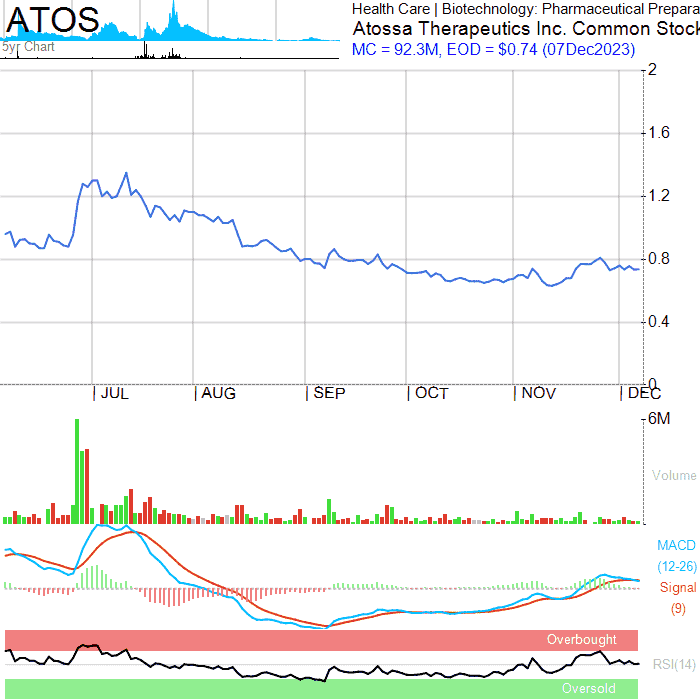 ATOS
5yr Chart
Health Care | Biotechnology: Pharmaceutical Prepara
Atossa Therapeutics Inc. Common Stock
MC = 92.3M, EOD = $0.74 (07Dec2023)
2
1.6
1.2
0.8
0.4
0
JUL
AUG
SEP
OCT
NOV
DEC
6M
Volume
MACD
(12-26)
Signal
(9)
Overbought
RSI(14)
Oversold